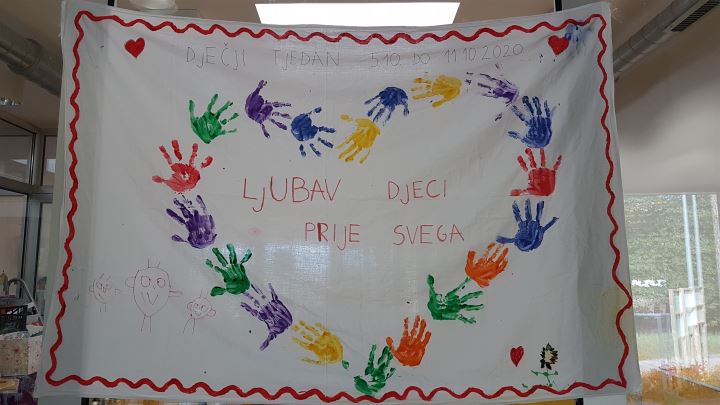 DJEČJI TJEDAN 5.10. DO 11.10.2020.
LJUBAV DJECI
PRIJE SVEGA